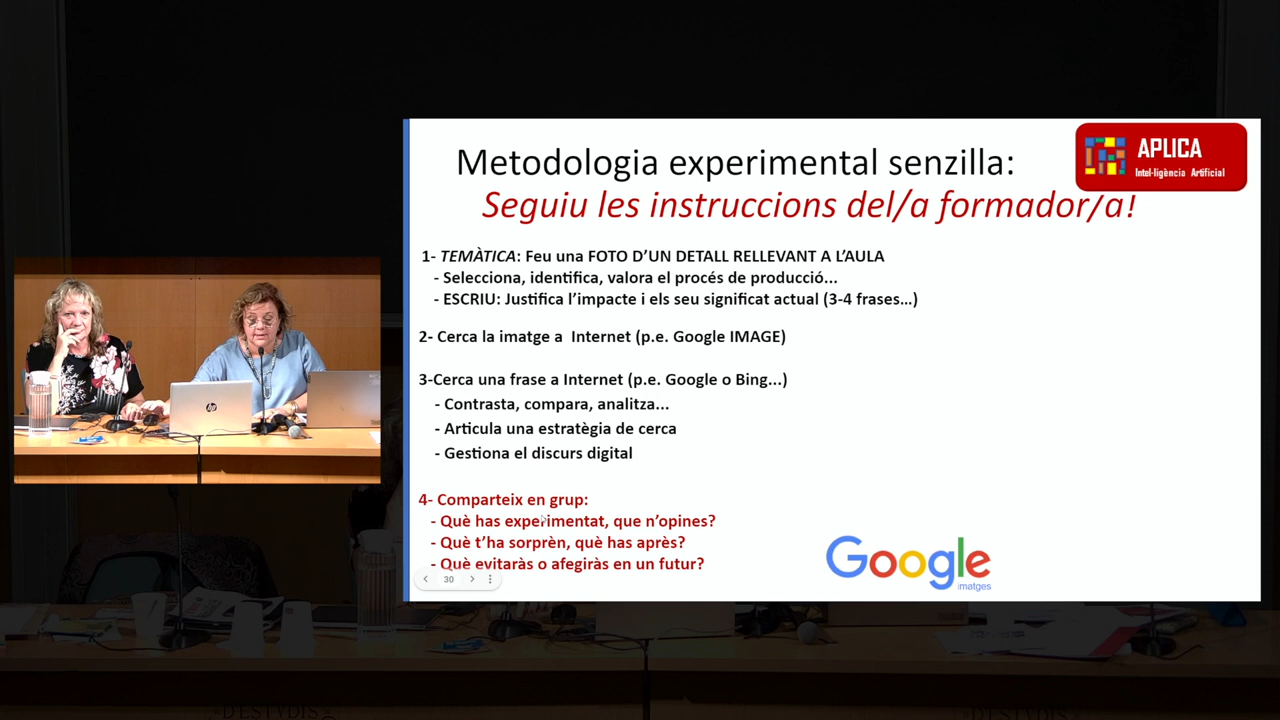 Metodologia experimental senzilla:
Seguiu les instruccions del/a formador/a!
APLICA
Intel·ligència Artificial
1- TEMÀTICA: Feu una FOTO D’UN DETALL RELLEVANT A L’AULA
- Selecciona, identifica, valora el procés de producció...
- ESCRIU: Justifica l’impacte i els seu significat actual (3-4 frases...)
2- Cerca la imatge a Internet (p.e. Google IMAGE)
3-Cerca una frase a Internet (p.e. Google o Bing...)
- Contrasta, compara, analitza...
- Articula una estratègia de cerca
- Gestiona el discurs digital
4- Comparteix en grup:
- Què has experimentat, que n’opines?
- Què t’ha sorprèn, què has après?
- Què evitaràs o afegiràs en un futur?
30
Google
imatges
hp
D'ESTVDIS